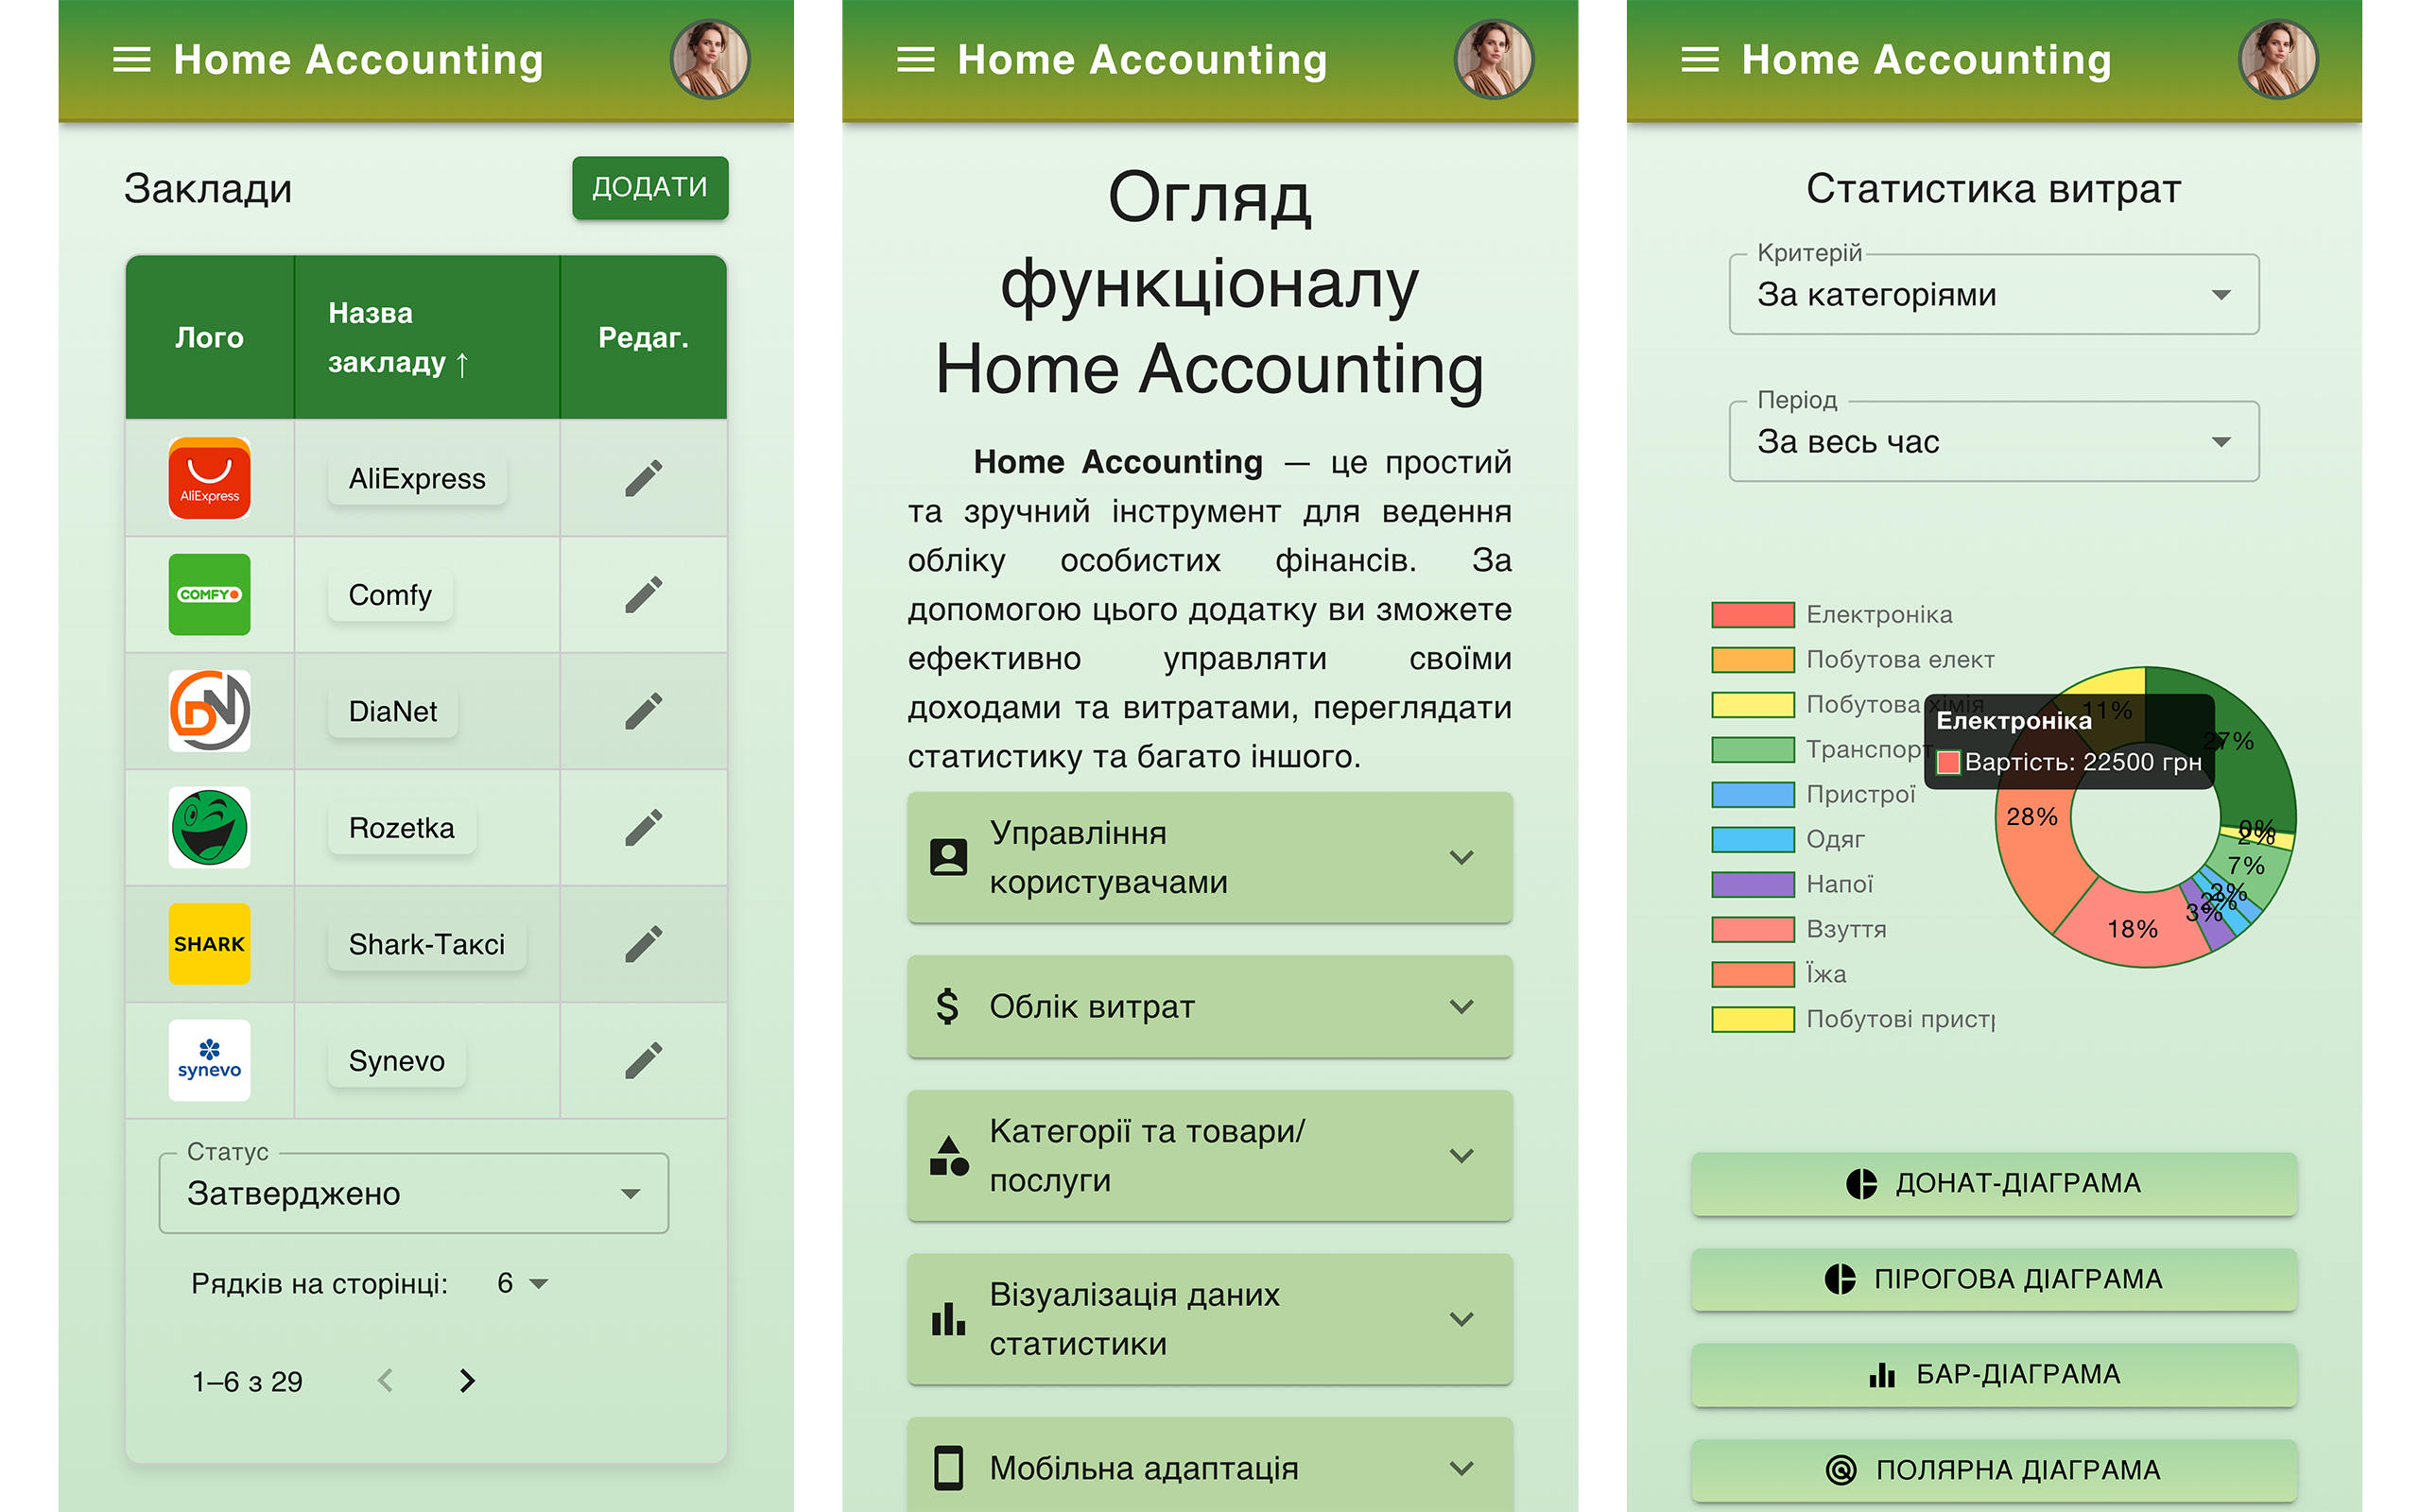 Home Accounting
Заклади
ДОДАТИ
Лого
Назва
закладу ↑
Редаг.
AliExpress
AliExpress
COMFY
Comfy
DN
DiaNet
Rozetka
SHARK
Shark-Таксі
synevo
Synevo
Статус
Затверджено
Рядків на сторінці: 6
1–6 з 29
Home Accounting
Огляд
функціоналу
Home Accounting
Home Accounting — це простий
та зручний інструмент для ведення
обліку особистих фінансів. За
допомогою цього додатку ви зможете
ефективно управляти своїми
доходами та витратами, переглядати
статистику та багато іншого.
Управління
користувачами
Облік витрат
Категорії та товари/
послуги
Візуалізація даних
статистики
Мобільна адаптація
Home Accounting
Статистика витрат
Критерій
За категоріями
Період
За весь час
Електроніка
Побутова елект
Побутова хімія
Транспорт
Пристрої
Одяг
Напої
Взуття
Їжа
Побутові прист
11%
27%
Електроніка
Вартість: 22500 грн
28%
0%
2%
7%
2%
2%
3%
18%
ДОНАТ-ДІАГРАМА
ПІРОГОВА ДІАГРАМА
БАР-ДІАГРАМА
ПОЛЯРНА ДІАГРАМА